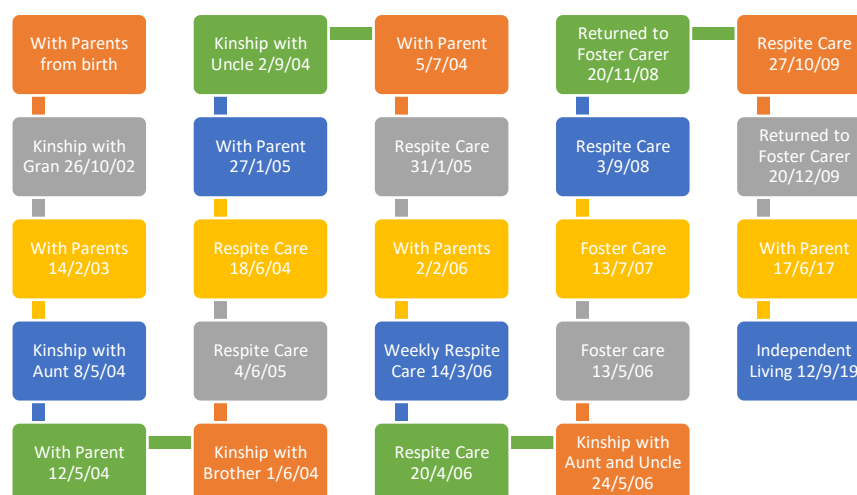 With Parents
from birth
Kinship with
Gran 26/10/02
With Parents
14/2/03
Kinship with
Aunt 8/5/04
With Parent
12/5/04
Kinship with
Brother 1/6/04
Respite Care
4/6/05
Respite Care
18/6/04
With Parent
27/1/05
Kinship with
Uncle 2/9/04
With Parent
5/7/04
Respite Care
31/1/05
With Parents
2/2/06
Weekly Respite
Care 14/3/06
Respite Care
20/4/06
Kinship with
Aunt and Uncle
24/5/06
Foster care
13/5/06
Foster Care
13/7/07
Respite Care
3/9/08
Returned to
Foster Carer
20/11/08
Respite Care
27/10/09
Returned to
Foster Carer
20/12/09
With Parent
17/6/17
Independent
Living 12/9/19